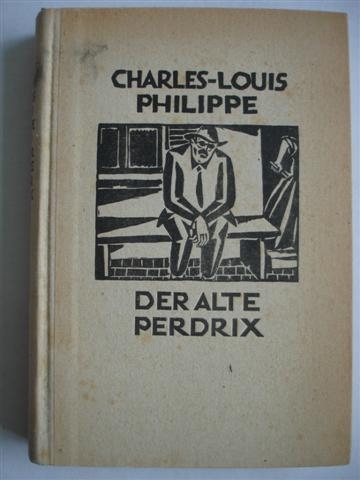 CHARLES-LOUIS
PHILIPPE
DER ALTE
PERDRIX